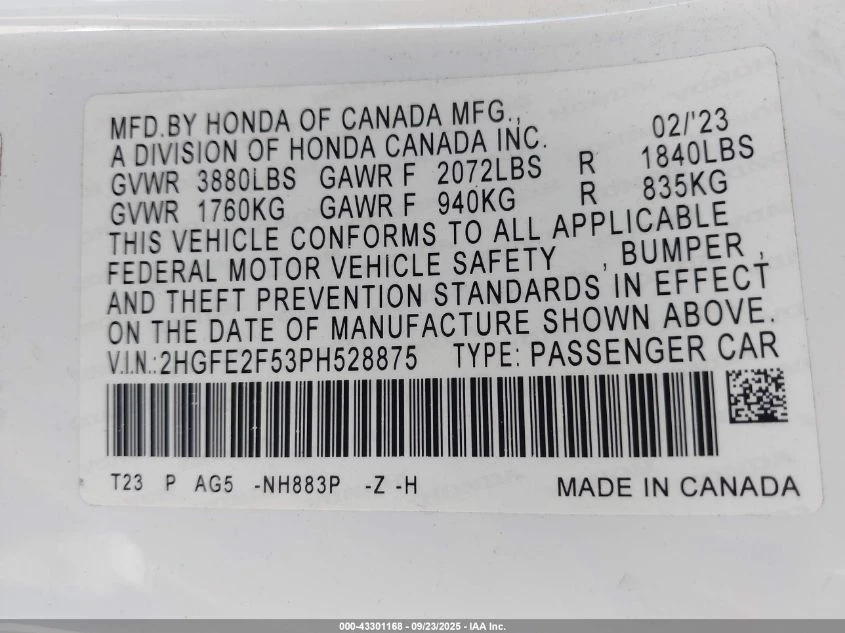 MFD.BY HONDA OF CANADA MFG., 02/'23
A DIVISION OF HONDA CANADA INC.
GVWR 3880LBS GAWR F 2072LBS R 1840LBS
GVWR 1760KG GAWR F 940KG R 835KG
THIS VEHICLE CONFORMS TO ALL APPLICABLE
FEDERAL MOTOR VEHICLE SAFETY , BUMPER ,
AND THEFT PREVENTION STANDARDS IN EFFECT
ON THE DATE OF MANUFACTURE SHOWN ABOVE.
V.I.N.:2HGFE2F53PH528875 TYPE: PASSENGER CAR
T23 P AG5 -NH883P -Z -H MADE IN CANADA
000-43301168 - 09/23/2025 - IAA Inc.